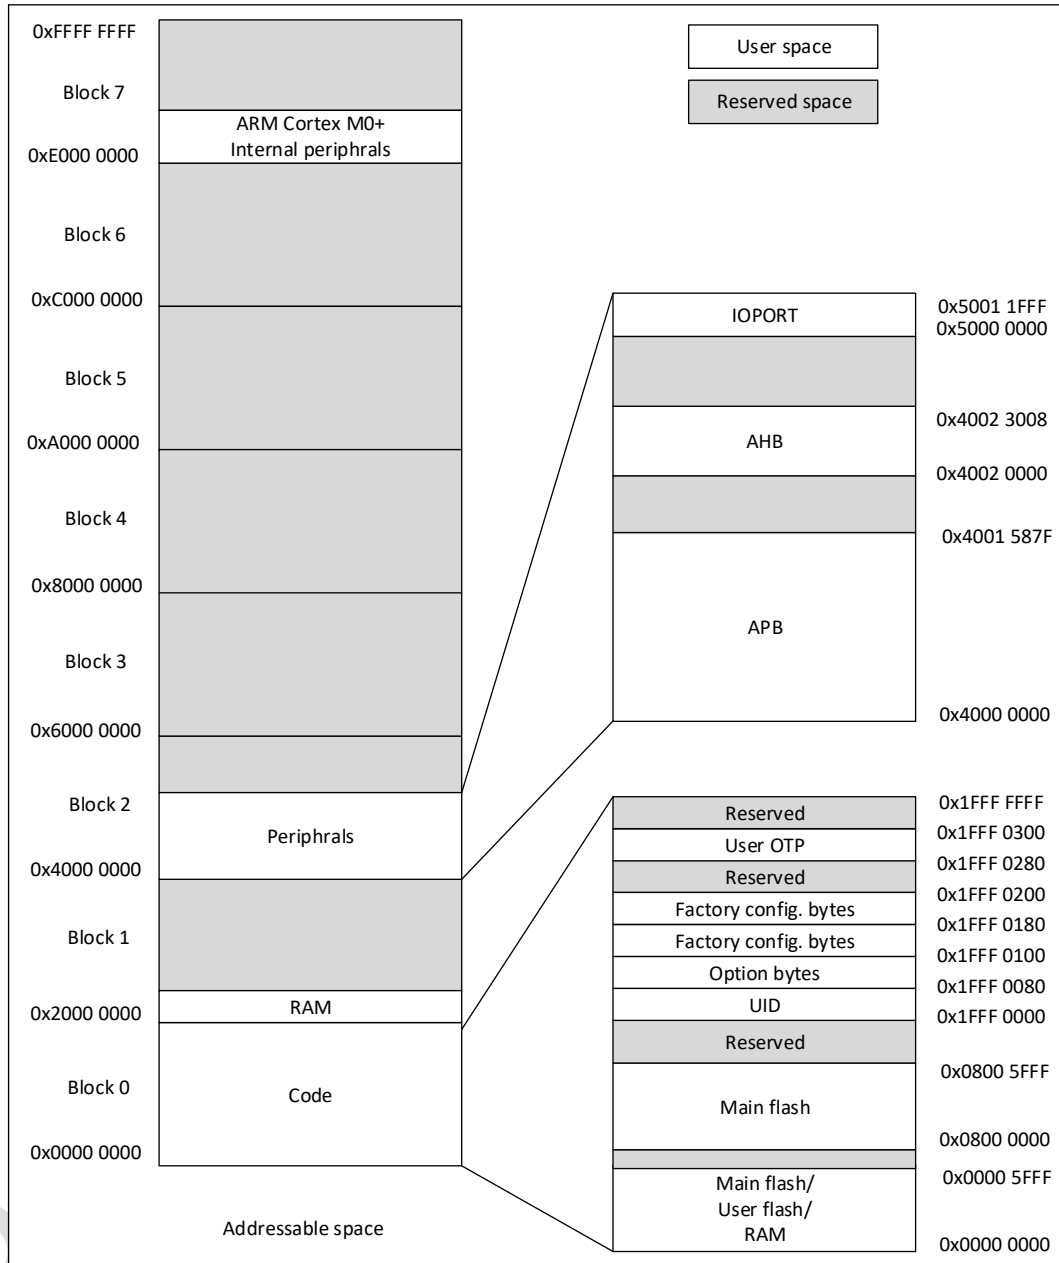 0xFFFF FFFF
Block 7
ARM Cortex M0+
Internal periphrals
0xE000 0000
Block 6
0xC000 0000
Block 5
0xA000 0000
Block 4
0x8000 0000
Block 3
0x6000 0000
Block 2
Periphrals
0x4000 0000
Block 1
RAM
0x2000 0000
Block 0
Code
0x0000 0000
Addressable space
User space
Reserved space
IOPORT
0x5001 1FFF
0x5000 0000
AHB
0x4002 3008
0x4002 0000
0x4001 587F
APB
0x4000 0000
Reserved
0x1FFF FFFF
0x1FFF 0300
User OTP
0x1FFF 0280
Reserved
0x1FFF 0200
Factory config. bytes
0x1FFF 0180
Factory config. bytes
0x1FFF 0100
Option bytes
0x1FFF 0080
UID
0x1FFF 0000
Reserved
0x0800 5FFF
Main flash
0x0800 0000
0x0000 5FFF
Main flash/
User flash/
RAM
0x0000 0000